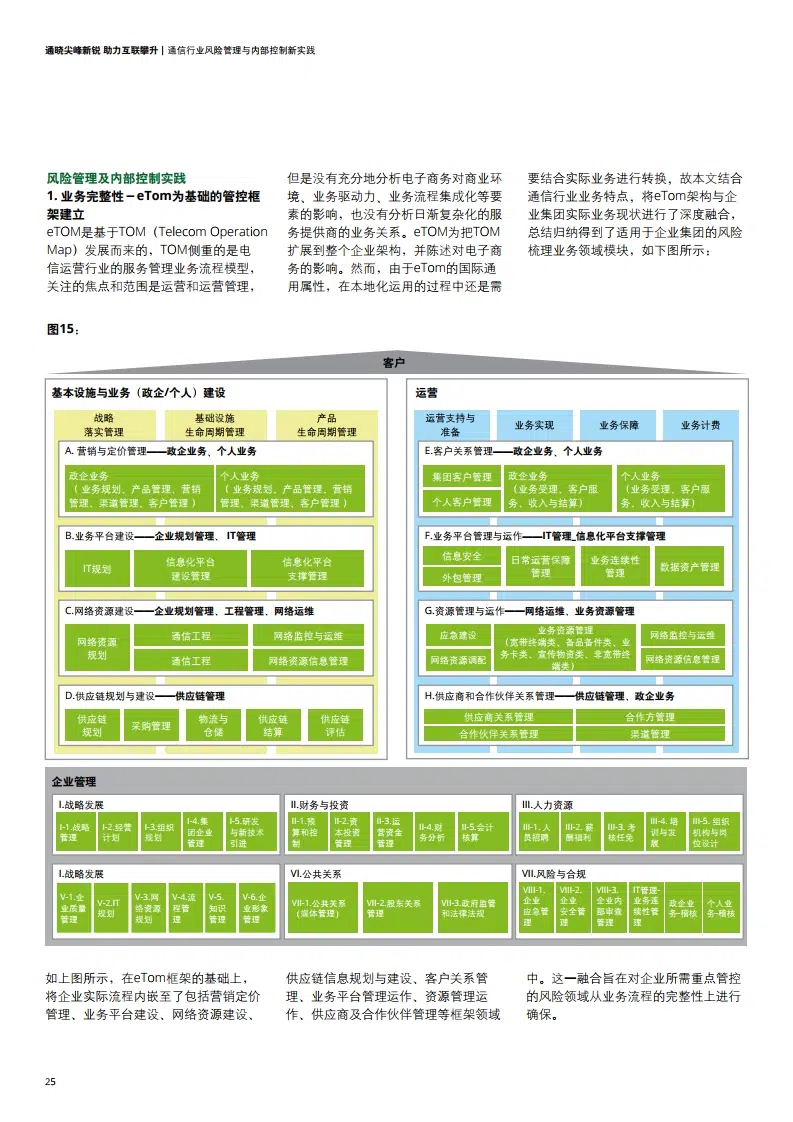 通晓尖峰新锐 助力互联攀升 | 通信行业风险管理与内部控制新实践
风险管理及内部控制实践
1. 业务完整性－eTom为基础的管控框
架建立
eTOM是基于TOM（Telecom Operation
Map）发展而来的，TOM侧重的是电
信运营行业的服务管理业务流程模型，
关注的焦点和范围是运营和运营管理，
但是没有充分地分析电子商务对商业环
境、业务驱动力、业务流程集成化等要
素的影响，也没有分析日渐复杂化的服
务提供商的业务关系。eTOM为把TOM
扩展到整个企业架构，并陈述对电子商
务的影响。然而，由于eTom的国际通
用属性，在本地化运用的过程中还是需
要结合实际业务进行转换，故本文结合
通信行业业务特点，将eTom架构与企
业集团实际业务现状进行了深度融合，
总结归纳得到了适用于企业集团的风险
梳理业务领域模块，如下图所示：
图15：
客户
基本设施与业务（政企/个人）建设
战略
落实管理
基础设施
生命周期管理
产品
生命周期管理
A. 营销与定价管理——政企业务、个人业务
政企业务
（ 业务规划、产品管理、营销
管理、渠道管理、客户管理 ）
个人业务
（ 业务规划、产品管理、营销
管理、渠道管理、客户管理 ）
B.业务平台建设——企业规划管理、 IT管理
IT规划
信息化平台
建设管理
信息化平台
支撑管理
C.网络资源建设——企业规划管理、工程管理、网络运维
网络资源
规划
通信工程
网络监控与运维
通信工程
网络资源信息管理
D.供应链规划与建设——供应链管理
供应链
规划
采购管理
物流与
仓储
供应链
结算
供应链
评估
运营
运营支持与
准备
业务实现
业务保障
业务计费
E.客户关系管理——政企业务、个人业务
集团客户管理
个人客户管理
政企业务
（业务受理、客户服
务、收入与结算）
个人业务
（业务受理、客户服
务、收入与结算）
F.业务平台管理与运作——IT管理_信息化平台支撑管理
信息安全
外包管理
日常运营保障
管理
业务连续性
管理
数据资产管理
G.资源管理与运作——网络运维、业务资源管理
应急建设
网络资源调配
业务资源管理
（宽带终端类、备品备件类、业
务卡类、宣传物资类、非宽带终
端类）
网络监控与运维
网络资源信息管理
H.供应商和合作伙伴关系管理——供应链管理、政企业务
供应商关系管理
合作方管理
合作伙伴关系管理
渠道管理
企业管理
I.战略发展
I-1.战略
管理
I-2.经营
计划
I-3.组织
规划
I-4.集
团企业
管理
I-5.研发
与新技术
引进
II.财务与投资
II-1.预
算和控
制
II-2.资
本投资
管理
II-3.运
营资金
管理
II-4.财
务分析
II-5.会计
核算
III.人力资源
III-1. 人
员招聘
III-2. 薪
酬福利
III-3. 考
核任免
III-4. 培
训与发
展
III-5. 组织
机构与岗
位设计
I.战略发展
V-1.企
业质量
管理
V-2.IT
规划
V-3.网
络资源
规划
V-4.流
程管
理
V-5.
知识
管理
V-6.企
业形象
管理
VI.公共关系
VII-1.公共关系
（媒体管理）
VII-2.股东关系
管理
VII-3.政府监管
和法律法规
VII.风险与合规
VIII-1.
企业
应急管
理
VIII-2.
企业
安全管
理
VIII-3.
企业内
部审查
管理
IT管理-
业务连
续性管
理
政企业
务-稽核
个人业
务-稽核
如上图所示，在eTom框架的基础上，
将企业实际流程内嵌至了包括营销定价
管理、业务平台建设、网络资源建设、
供应链信息规划与建设、客户关系管
理、业务平台管理运作、资源管理运
作、供应商及合作伙伴管理等框架领域
中。这一融合旨在对企业所需重点管控
的风险领域从业务流程的完整性上进行
确保。
25